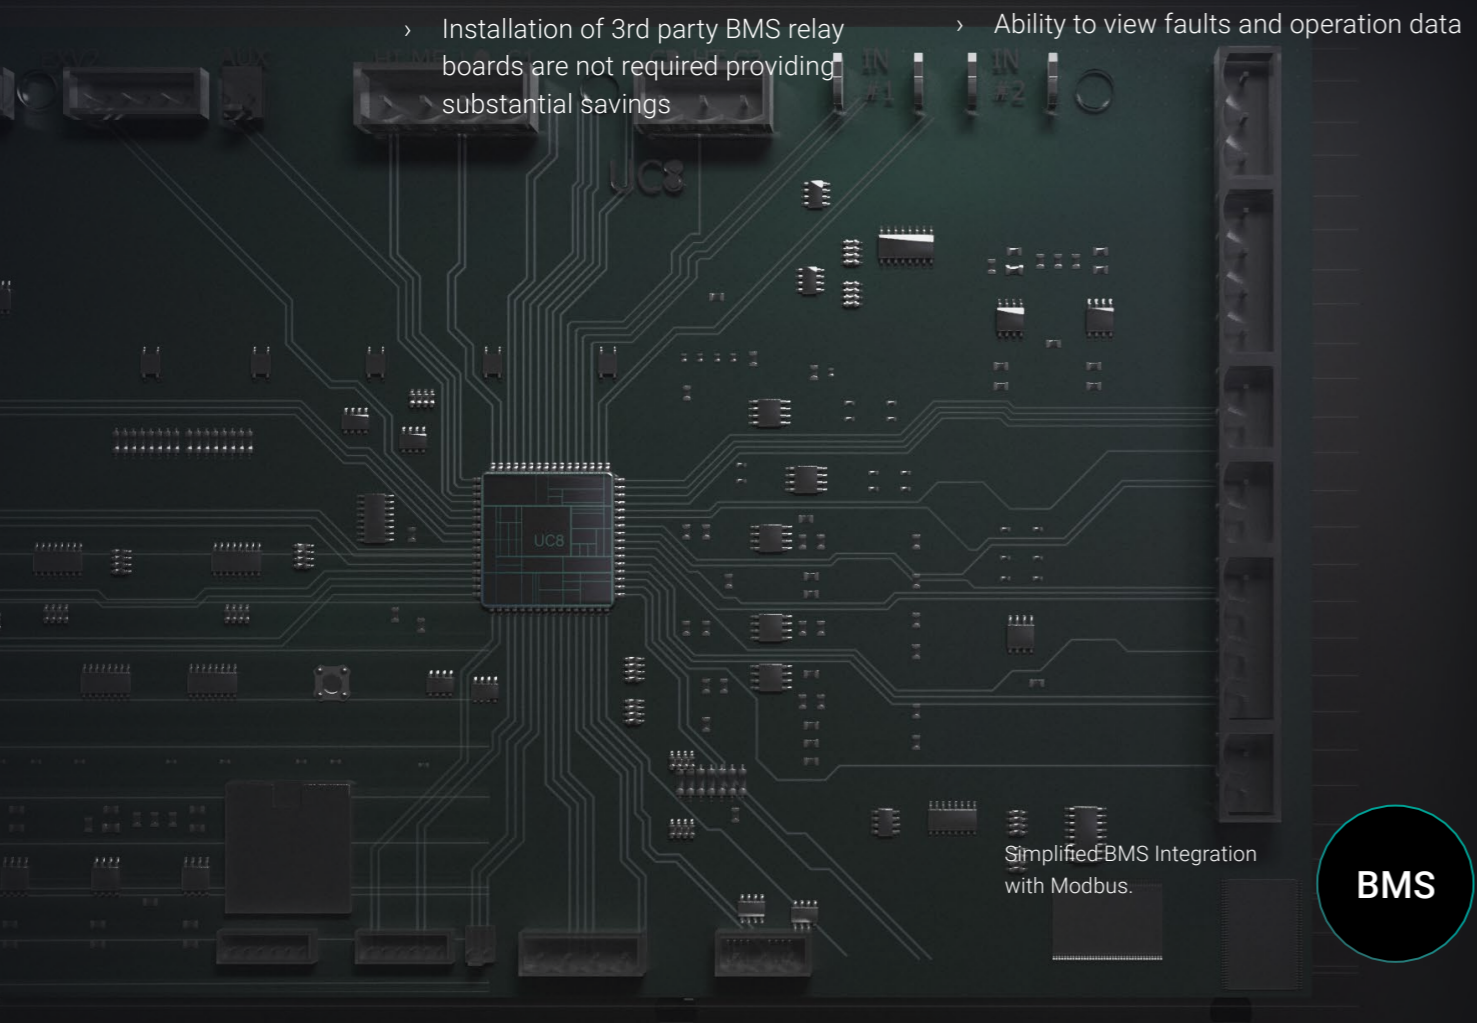 › Installation of 3rd party BMS relay
boards are not required providing
substantial savings
› Ability to view faults and operation data
AUX
IN
#1
IN
#2
UC8
UC8
Simplified BMS Integration
with Modbus.
BMS